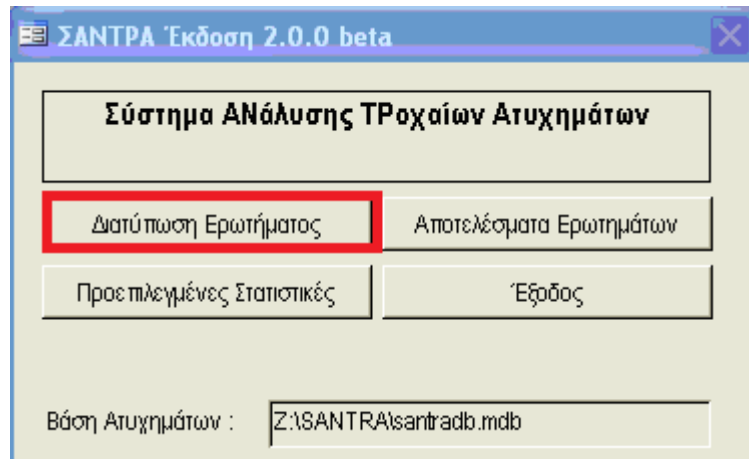 ΣΑΝΤΡΑ Έκδοση 2.0.0 beta
Σύστημα ΑΝάλυσης ΤΡοχαίων Ατυχημάτων
Διατύπωση Ερωτήματος
Αποτελέσματα Ερωτημάτων
Προεπιλεγμένες Στατιστικές
Έξοδος
Βάση Ατυχημάτων :
Z:\SANTRA\santradb.mdb